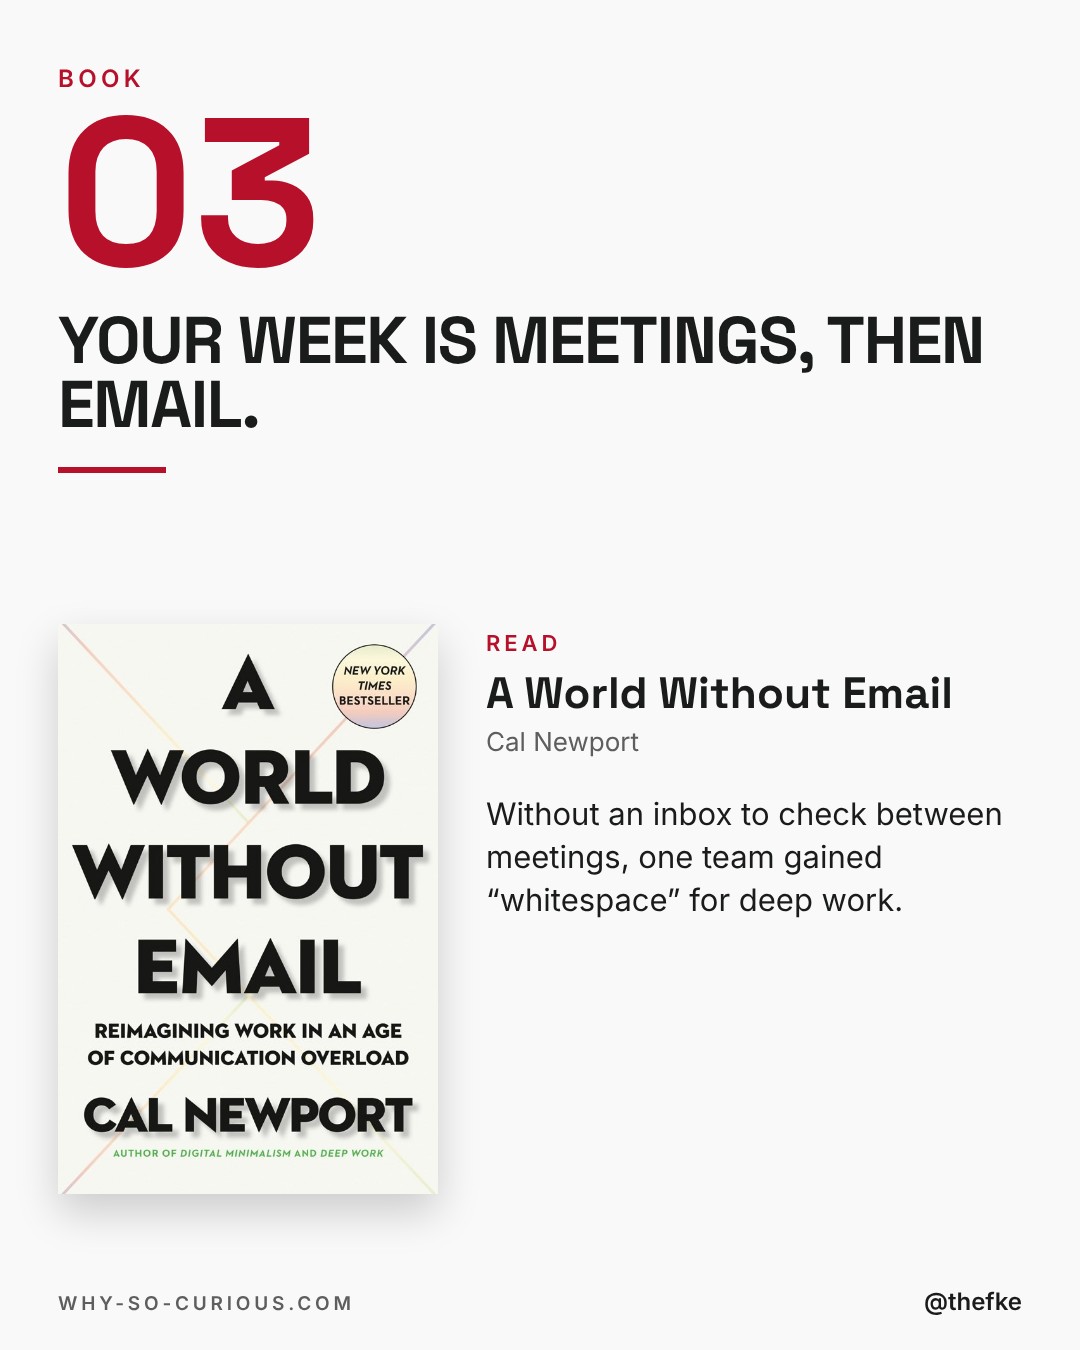 BOOK
03
YOUR WEEK IS MEETINGS, THEN
EMAIL.
A
NEW YORK
TIMES
BESTSELLER
WORLD
WITHOUT
EMAIL
REIMAGINING WORK IN AN AGE
OF COMMUNICATION OVERLOAD
CAL NEWPORT
AUTHOR OF DIGITAL MINIMALISM AND DEEP WORK
READ
A World Without Email
Cal Newport
Without an inbox to check between
meetings, one team gained
“whitespace” for deep work.
WHY-SO-CURIOUS.COM
@thefke